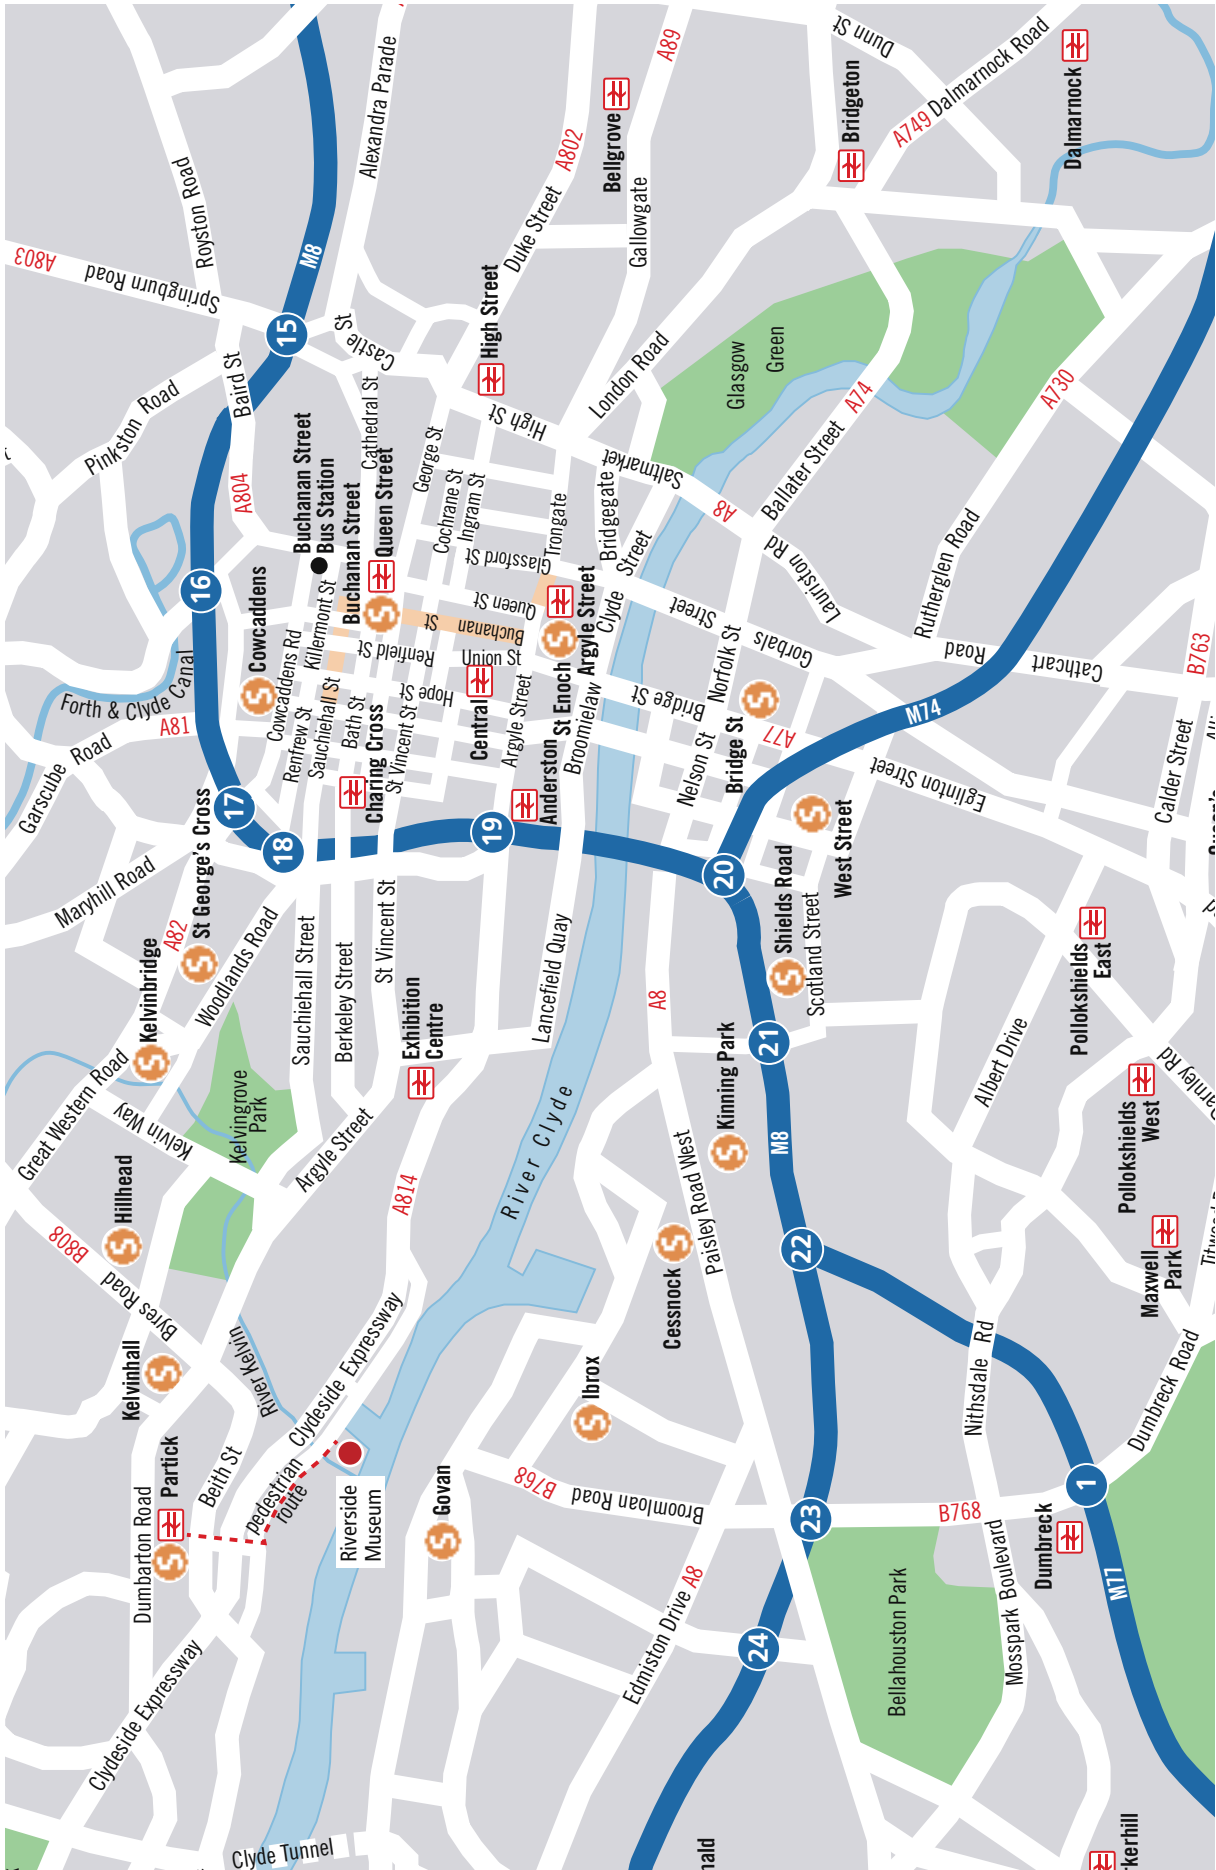 Clydeside Expressway
Dumbarton Road
Partick
Beith St
pedestrian
route
Riverside
Museum
Clyde Tunnel
Kelvinhall
Byres Road
B808
River Kelvin
Clydeside Expressway
Hillhead
Great Western Road
Kelvin Way
Kelvingrove
Park
Argyle Street
A814
River Clyde
Kelvinbridge
A82
St George's Cross
Woodlands Road
Maryhill Road
Sauchiehall Street
Berkeley Street
St Vincent St
Exhibition
Centre
Lancefield Quay
Garscube Road
Forth & Clyde Canal
A81
17
18
16
19
Cowcaddens
Cowcaddens Rd
Renfrew St
Sauchiehall St
Killermont St
Bath St
Charing Cross
St Vincent St
Hope St
Renfield St
Central
Union St
Argyle Street
Anderston
St Enoch
Argyle Street
Broomielaw
Buchanan
St
Queen St
Glassford St
Buchanan Street
Bus Station
Buchanan Street
Queen Street
Cathedral St
George St
Cochrane St
Ingram St
Trongate
Bridgegate
Clyde
Street
Pinkston Road
A804
Baird St
15
Springburn Road
A803
Royston Road
M8
Alexandra Parade
Castle St
High Street
High St
Duke Street
A802
Bellgrove
A89
Gallowgate
London Road
Saltmarket
A8
Glasgow
Green
Bridgeton
Dunn St
A749
Dalmarnock Road
Dalmarnock
Ballater Street
A74
A730
Rutherglen Road
Lauriston Rd
Gorbals
Street
Norfolk St
Bridge St
Nelson St
Bridge St
A77
M74
Cathcart
Road
B763
Calder Street
Eglinton Street
West Street
20
Shields Road
Scotland Street
21
A8
Kinning Park
M8
Paisley Road West
Cessnock
22
Ibrox
Govan
B768
Broomloan Road
Edmiston Drive
A8
23
24
Bellahouston Park
B768
Mosspark Boulevard
Dumbreck
1
M77
Dumbreck Road
Nithsdale Rd
Maxwell
Park
Pollokshields
West
Pollokshields
East
Albert Drive